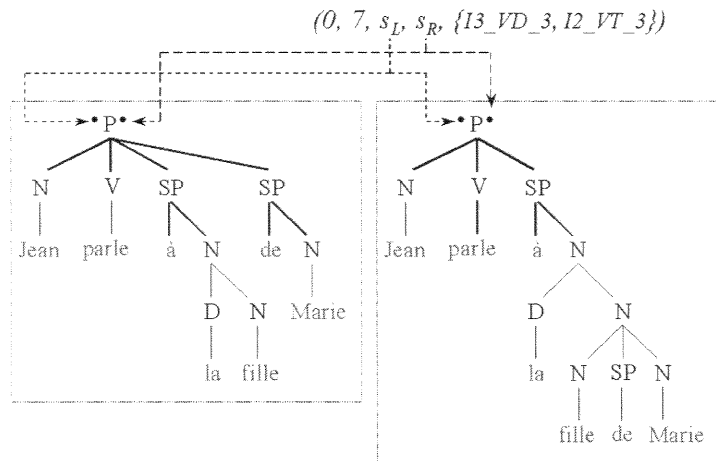 (0, 7, s_L, s_R, {I3_VD_3, I2_VT_3})
•P• •P•
N V SP SP N V SP
Jean parle à N de N Jean parle à N
D N Marie D N
la fille la N SP N
fille de Marie